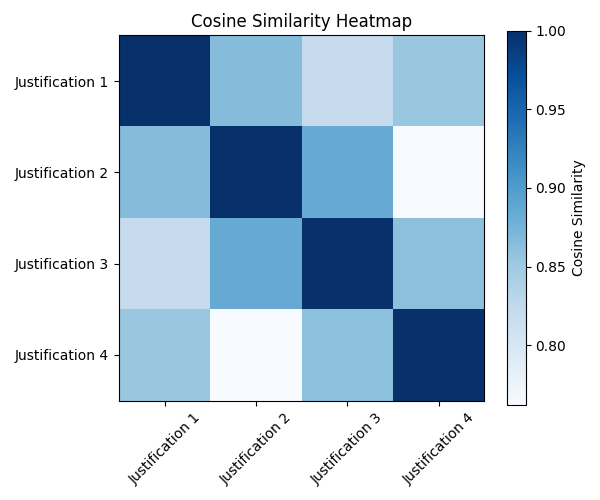 Cosine Similarity Heatmap
Justification 1
Justification 2
Justification 3
Justification 4
Justification 1
Justification 2
Justification 3
Justification 4
1.00
0.95
0.90
0.85
0.80
Cosine Similarity